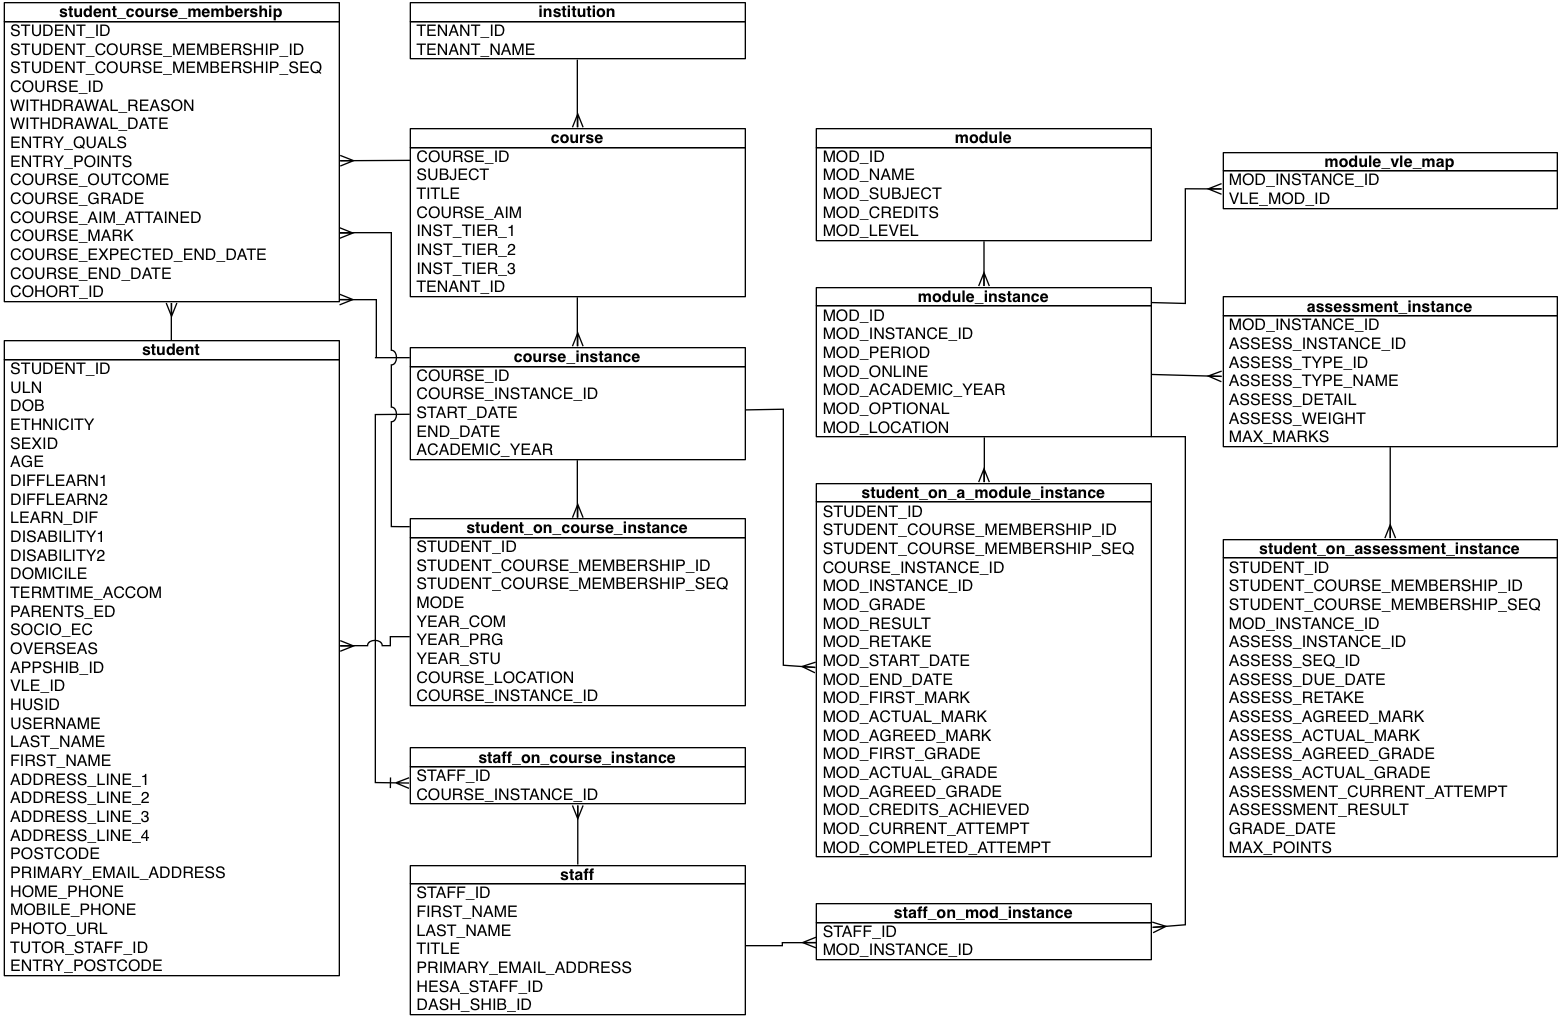 student_course_membership
STUDENT_ID
STUDENT_COURSE_MEMBERSHIP_ID
STUDENT_COURSE_MEMBERSHIP_SEQ
COURSE_ID
WITHDRAWAL_REASON
WITHDRAWAL_DATE
ENTRY_QUALS
ENTRY_POINTS
COURSE_OUTCOME
COURSE_GRADE
COURSE_AIM_ATTAINED
COURSE_MARK
COURSE_EXPECTED_END_DATE
COURSE_END_DATE
COHORT_ID
student
STUDENT_ID
ULN
DOB
ETHNICITY
SEXID
AGE
DIFFLEARN1
DIFFLEARN2
LEARN_DIF
DISABILITY1
DISABILITY2
DOMICILE
TERMTIME_ACCOM
PARENTS_ED
SOCIO_EC
OVERSEAS
APPSHIB_ID
VLE_ID
HUSID
USERNAME
LAST_NAME
FIRST_NAME
ADDRESS_LINE_1
ADDRESS_LINE_2
ADDRESS_LINE_3
ADDRESS_LINE_4
POSTCODE
PRIMARY_EMAIL_ADDRESS
HOME_PHONE
MOBILE_PHONE
PHOTO_URL
TUTOR_STAFF_ID
ENTRY_POSTCODE
institution
TENANT_ID
TENANT_NAME
course
COURSE_ID
SUBJECT
TITLE
COURSE_AIM
INST_TIER_1
INST_TIER_2
INST_TIER_3
TENANT_ID
course_instance
COURSE_ID
COURSE_INSTANCE_ID
START_DATE
END_DATE
ACADEMIC_YEAR
student_on_course_instance
STUDENT_ID
STUDENT_COURSE_MEMBERSHIP_ID
STUDENT_COURSE_MEMBERSHIP_SEQ
MODE
YEAR_COM
YEAR_PRG
YEAR_STU
COURSE_LOCATION
COURSE_INSTANCE_ID
staff_on_course_instance
STAFF_ID
COURSE_INSTANCE_ID
staff
STAFF_ID
FIRST_NAME
LAST_NAME
TITLE
PRIMARY_EMAIL_ADDRESS
HESA_STAFF_ID
DASH_SHIB_ID
module
MOD_ID
MOD_NAME
MOD_SUBJECT
MOD_CREDITS
MOD_LEVEL
module_instance
MOD_ID
MOD_INSTANCE_ID
MOD_PERIOD
MOD_ONLINE
MOD_ACADEMIC_YEAR
MOD_OPTIONAL
MOD_LOCATION
student_on_a_module_instance
STUDENT_ID
STUDENT_COURSE_MEMBERSHIP_ID
STUDENT_COURSE_MEMBERSHIP_SEQ
COURSE_INSTANCE_ID
MOD_INSTANCE_ID
MOD_GRADE
MOD_RESULT
MOD_RETAKE
MOD_START_DATE
MOD_END_DATE
MOD_FIRST_MARK
MOD_ACTUAL_MARK
MOD_AGREED_MARK
MOD_FIRST_GRADE
MOD_ACTUAL_GRADE
MOD_AGREED_GRADE
MOD_CREDITS_ACHIEVED
MOD_CURRENT_ATTEMPT
MOD_COMPLETED_ATTEMPT
staff_on_mod_instance
STAFF_ID
MOD_INSTANCE_ID
module_vle_map
MOD_INSTANCE_ID
VLE_MOD_ID
assessment_instance
MOD_INSTANCE_ID
ASSESS_INSTANCE_ID
ASSESS_TYPE_ID
ASSESS_TYPE_NAME
ASSESS_DETAIL
ASSESS_WEIGHT
MAX_MARKS
student_on_assessment_instance
STUDENT_ID
STUDENT_COURSE_MEMBERSHIP_ID
STUDENT_COURSE_MEMBERSHIP_SEQ
MOD_INSTANCE_ID
ASSESS_INSTANCE_ID
ASSESS_SEQ_ID
ASSESS_DUE_DATE
ASSESS_RETAKE
ASSESS_AGREED_MARK
ASSESS_ACTUAL_MARK
ASSESS_AGREED_GRADE
ASSESS_ACTUAL_GRADE
ASSESSMENT_CURRENT_ATTEMPT
ASSESSMENT_RESULT
GRADE_DATE
MAX_POINTS